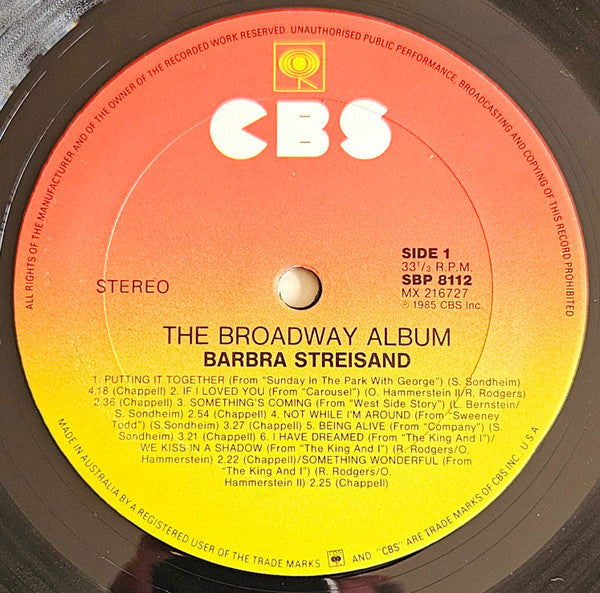 ALL RIGHTS OF THE MANUFACTURER AND OF THE OWNER OF THE RECORDED WORK RESERVED. UNAUTHORISED PUBLIC PERFORMANCE, BROADCASTING AND COPYING OF THIS RECORD PROHIBITED
CBS
SIDE 1
33 1/3 R.P.M.
SBP 8112
MX 216727
℗ 1985 CBS Inc.
STEREO
THE BROADWAY ALBUM
BARBRA STREISAND
1. PUTTING IT TOGETHER (From "Sunday In The Park With George") (S. Sondheim)
4.18 (Chappell) 2. IF I LOVED YOU (From "Carousel") (O. Hammerstein II/R. Rodgers)
2.36 (Chappell) 3. SOMETHING'S COMING (From "West Side Story") (L. Bernstein/
S. Sondheim) 2.54 (Chappell) 4. NOT WHILE I'M AROUND (From "Sweeney
Todd") (S.Sondheim) 3.27 (Chappell) 5. BEING ALIVE (From "Company") (S.
Sondheim) 3.21 (Chappell) 6. I HAVE DREAMED (From "The King And I")/
WE KISS IN A SHADOW (From "The King And I") (R. Rodgers/O.
Hammerstein) 2.22 (Chappell)/SOMETHING WONDERFUL (From
"The King And I") (R. Rodgers/O.
Hammerstein II) 2.25 (Chappell)
MADE IN AUSTRALIA BY A REGISTERED USER OF THE TRADE MARKS AND "CBS" ARE TRADE MARKS OF CBS INC. U.S.A.